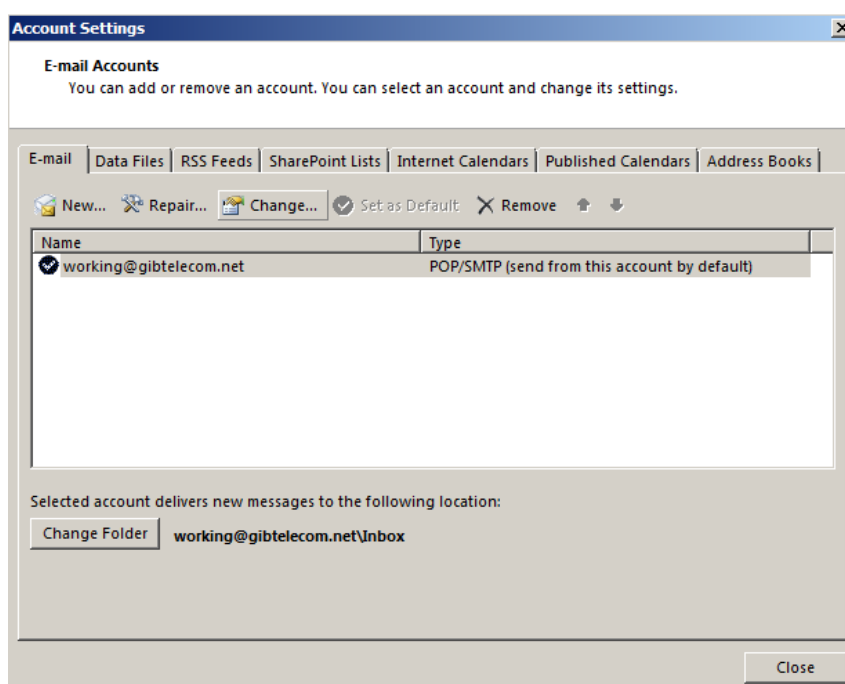 Account Settings
E-mail Accounts
You can add or remove an account. You can select an account and change its settings.
E-mail Data Files RSS Feeds SharePoint Lists Internet Calendars Published Calendars Address Books
New... Repair... Change... Set as Default Remove
Name Type
working@gibtelecom.net POP/SMTP (send from this account by default)
Selected account delivers new messages to the following location:
Change Folder working@gibtelecom.net\Inbox
Close